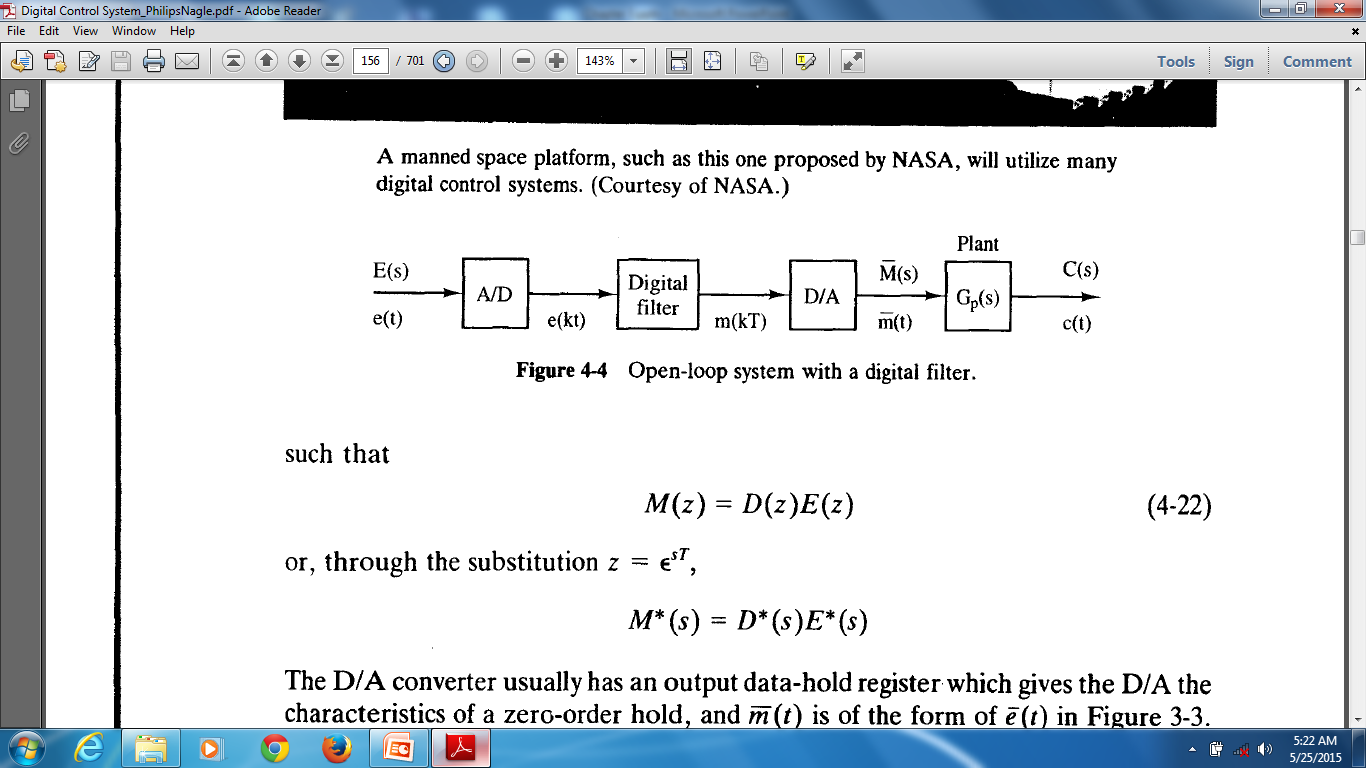 Digital Control System_PhilipsNagle.pdf - Adobe Reader
File Edit View Window Help
156 / 701 143% Tools Sign Comment
A manned space platform, such as this one proposed by NASA, will utilize many
digital control systems. (Courtesy of NASA.)
Plant
E(s) A/D Digital filter D/A M̅(s) Gp(s) C(s)
e(t) e(kt) m(kT) m̅(t) c(t)
Figure 4-4 Open-loop system with a digital filter.
such that
M(z) = D(z)E(z) (4-22)
or, through the substitution z = ϵ^sT,
M*(s) = D*(s)E*(s)
The D/A converter usually has an output data-hold register which gives the D/A the
characteristics of a zero-order hold, and m̅(t) is of the form of e̅(t) in Figure 3-3.
5:22 AM
5/25/2015